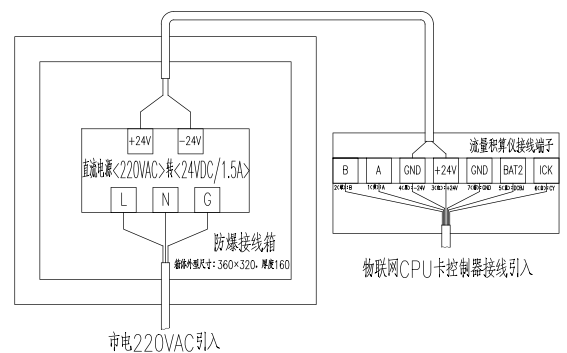 +24V
-24V
直流电源<220VAC>转<24VDC/1.5A>
L
N
G
防爆接线箱
箱体外型尺寸：360×320，厚度160
市电220VAC引入
流量积算仪接线端子
B
A
GND
+24V
GND
BAT2
ICK
物联网CPU卡控制器接线引入